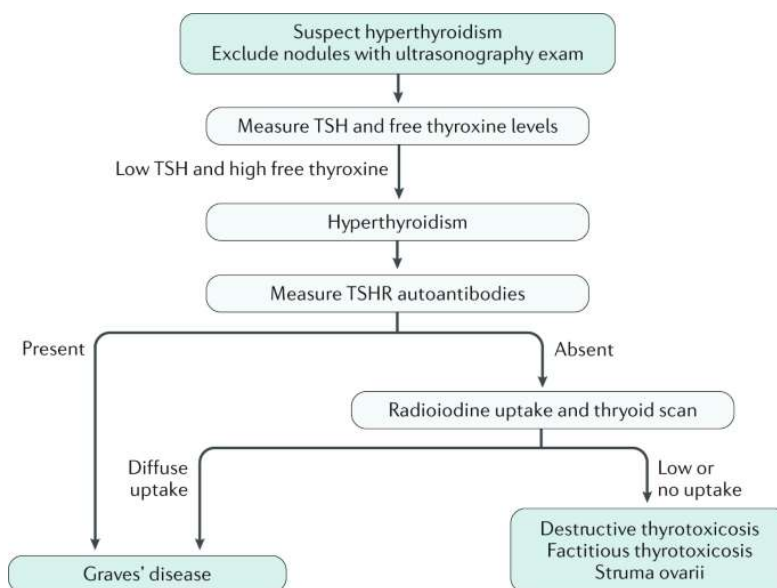 Suspect hyperthyroidism
Exclude nodules with ultrasonography exam
Measure TSH and free thyroxine levels
Low TSH and high free thyroxine
Hyperthyroidism
Measure TSHR autoantibodies
Present
Absent
Radioiodine uptake and thryoid scan
Diffuse
uptake
Low or
no uptake
Graves' disease
Destructive thyrotoxicosis
Factitious thyrotoxicosis
Struma ovarii